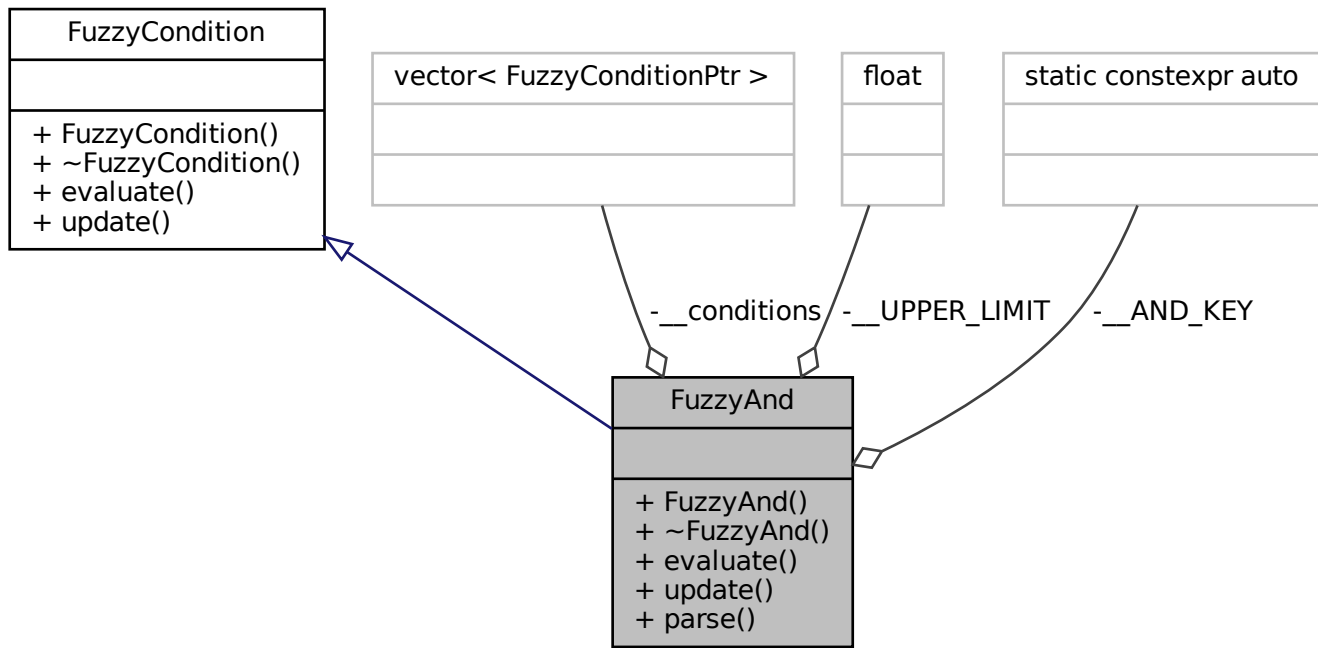 FuzzyCondition
+ FuzzyCondition()
+ ~FuzzyCondition()
+ evaluate()
+ update()
vector< FuzzyConditionPtr >
float
static constexpr auto
-__conditions
-__UPPER_LIMIT
-__AND_KEY
FuzzyAnd
+ FuzzyAnd()
+ ~FuzzyAnd()
+ evaluate()
+ update()
+ parse()